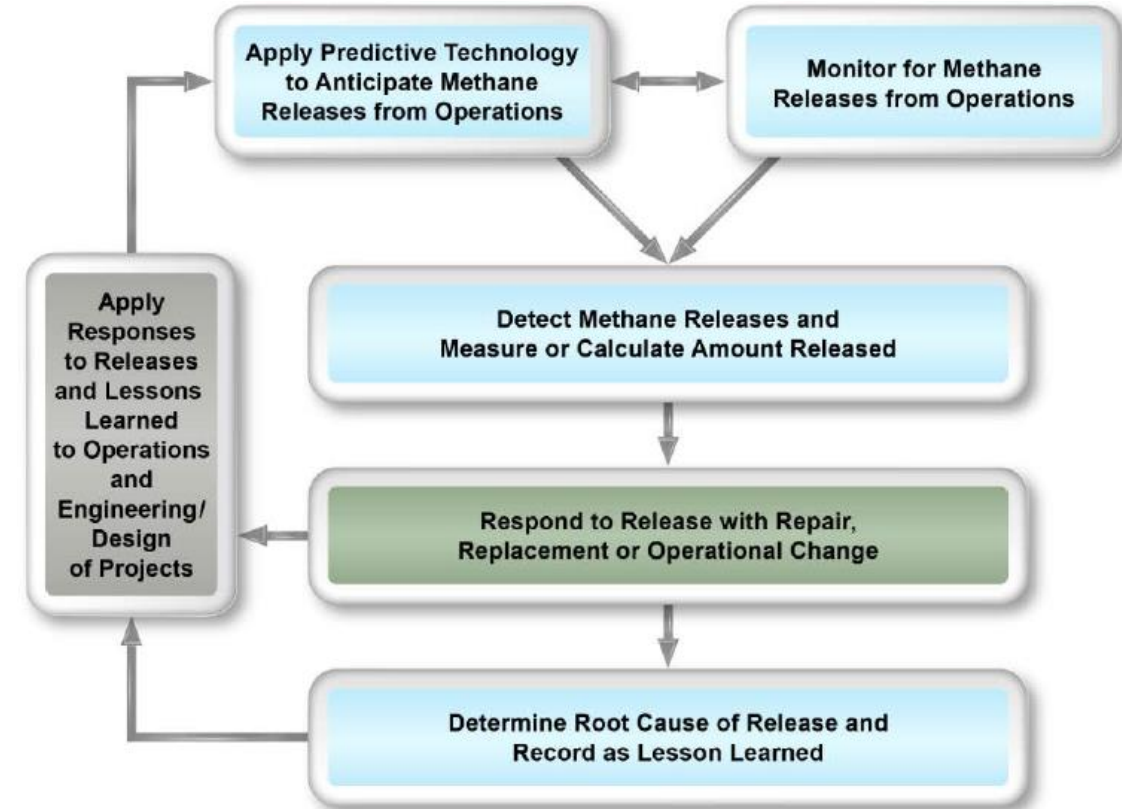 Apply Predictive Technology
to Anticipate Methane
Releases from Operations
Monitor for Methane
Releases from Operations
Detect Methane Releases and
Measure or Calculate Amount Released
Apply
Responses
to Releases
and Lessons
Learned
to Operations
and
Engineering/
Design
of Projects
Respond to Release with Repair,
Replacement or Operational Change
Determine Root Cause of Release and
Record as Lesson Learned